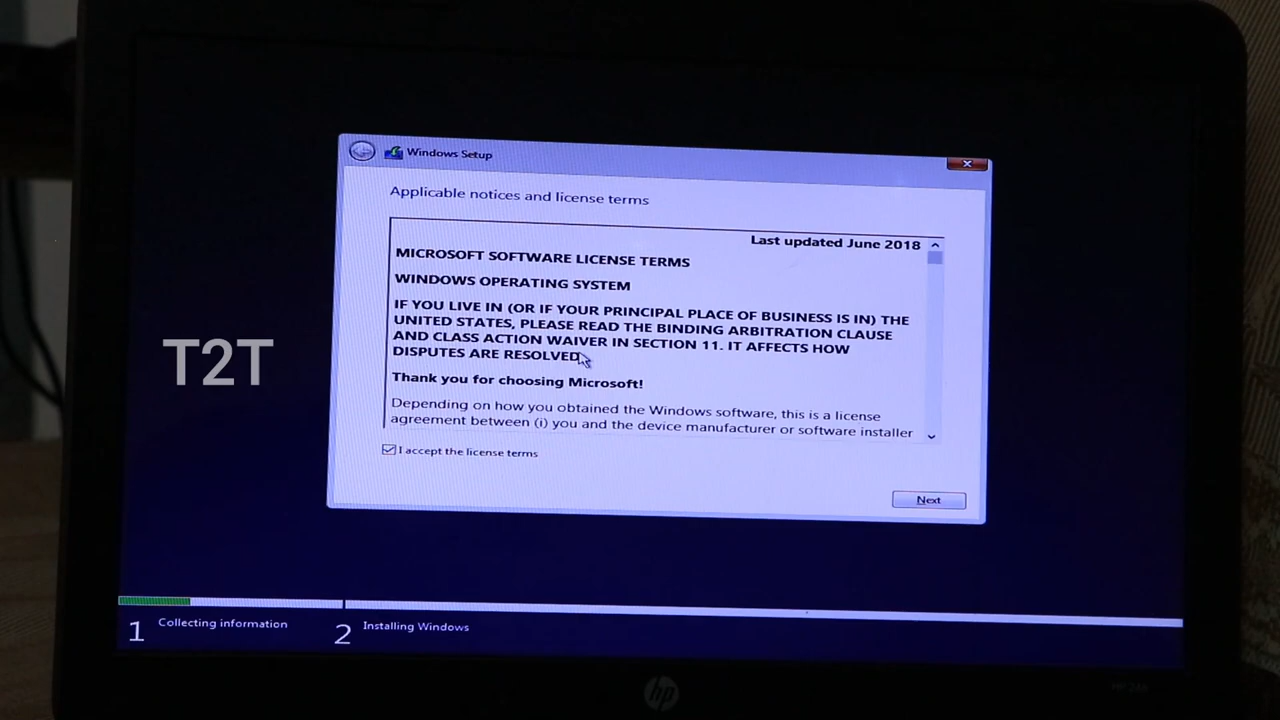 Windows Setup
Applicable notices and license terms
Last updated June 2018
MICROSOFT SOFTWARE LICENSE TERMS
WINDOWS OPERATING SYSTEM
IF YOU LIVE IN (OR IF YOUR PRINCIPAL PLACE OF BUSINESS IS IN) THE
UNITED STATES, PLEASE READ THE BINDING ARBITRATION CLAUSE
AND CLASS ACTION WAIVER IN SECTION 11. IT AFFECTS HOW
DISPUTES ARE RESOLVED.
Thank you for choosing Microsoft!
Depending on how you obtained the Windows software, this is a license
agreement between (i) you and the device manufacturer or software installer
I accept the license terms
Next
T2T
1 Collecting information
2 Installing Windows
hp